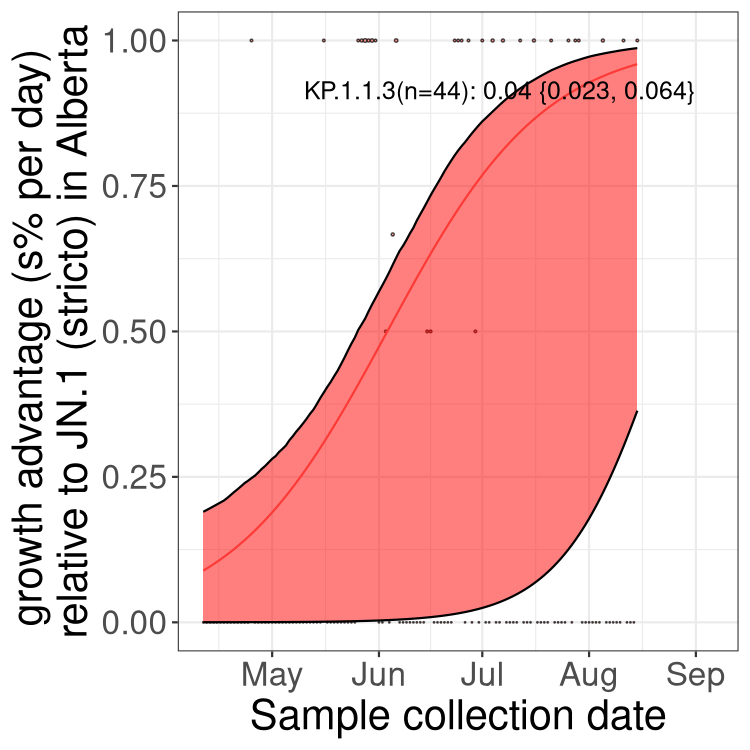 growth advantage (s% per day)
relative to JN.1 (stricto) in Alberta
1.00
0.75
0.50
0.25
0.00
KP.1.1.3(n=44): 0.04 {0.023, 0.064}
May Jun Jul Aug Sep
Sample collection date